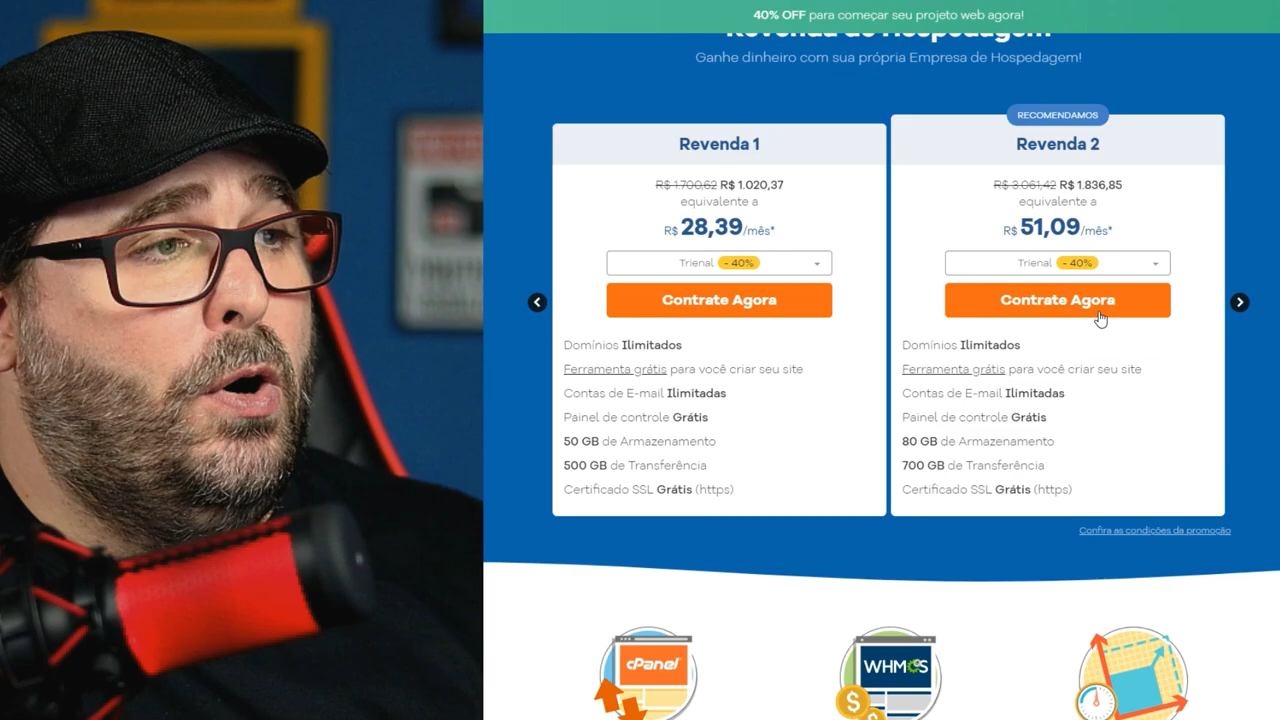 40% OFF para começar seu projeto web agora!
Revenda de Hospedagem
Ganhe dinheiro com sua própria Empresa de Hospedagem!
Revenda 1
R$ 1.700,62 R$ 1.020,37
equivalente a
R$ 28,39/mês*
Trienal - 40%
Contrate Agora
Domínios Ilimitados
Ferramenta grátis para você criar seu site
Contas de E-mail Ilimitadas
Painel de controle Grátis
50 GB de Armazenamento
500 GB de Transferência
Certificado SSL Grátis (https)
RECOMENDAMOS
Revenda 2
R$ 3.061,42 R$ 1.836,85
equivalente a
R$ 51,09/mês*
Trienal - 40%
Contrate Agora
Domínios Ilimitados
Ferramenta grátis para você criar seu site
Contas de E-mail Ilimitadas
Painel de controle Grátis
80 GB de Armazenamento
700 GB de Transferência
Certificado SSL Grátis (https)
Confira as condições da promoção
cPanel
WHMCS